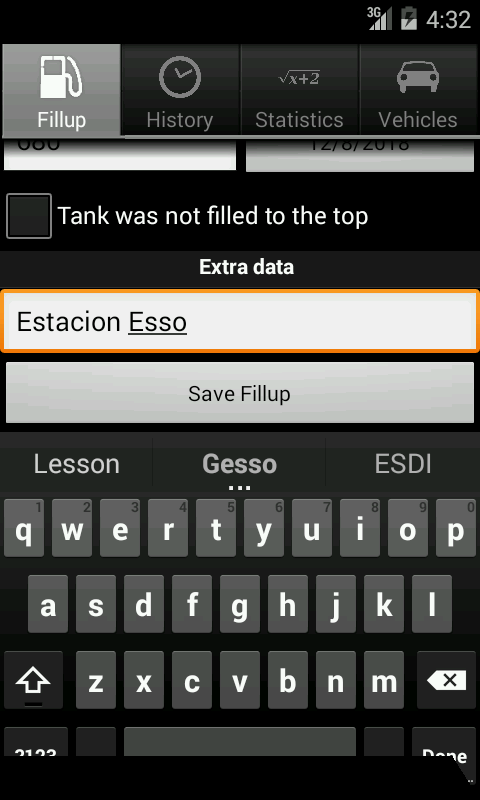 3G 4:32
Fillup History √x+2 Statistics Vehicles
080 12/8/2018
Tank was not filled to the top
Extra data
Estacion Esso
Save Fillup
Lesson Gesso ESDI
...
1 2 3 4 5 6 7 8 9 0
q w e r t y u i o p
a s d f g h j k l
z x c v b n m
?123 Done